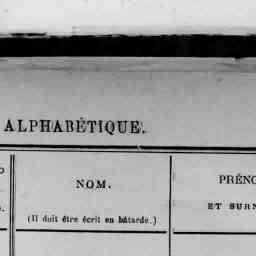 ALPHABÉTIQUE.
NOM.
(Il doit être écrit en bâtarde.)
PRÉNO
ET SURN